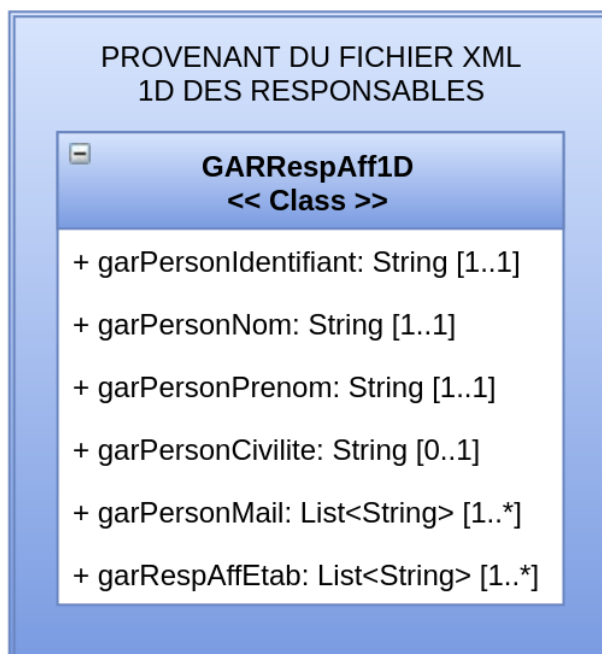 PROVENANT DU FICHIER XML
1D DES RESPONSABLES
GARRespAff1D
<< Class >>
+ garPersonIdentifiant: String [1..1]
+ garPersonNom: String [1..1]
+ garPersonPrenom: String [1..1]
+ garPersonCivilite: String [0..1]
+ garPersonMail: List<String> [1..*]
+ garRespAffEtab: List<String> [1..*]